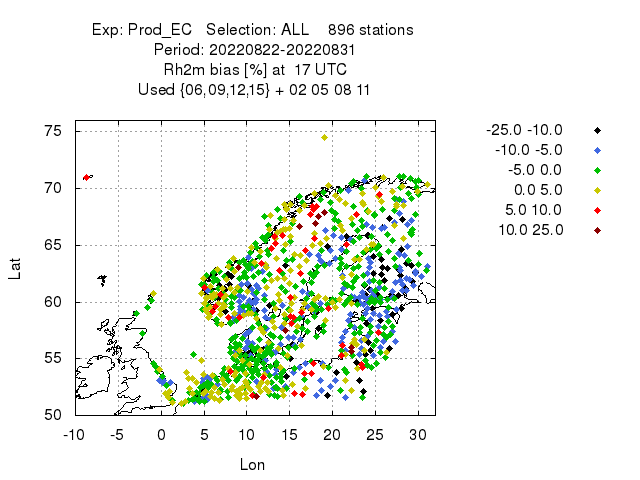 Exp: Prod_EC   Selection: ALL    896 stations
Period: 20220822-20220831
Rh2m bias [%] at  17 UTC
Used {06,09,12,15} + 02 05 08 11
75
70
65
60
55
50
-10 -5 0 5 10 15 20 25 30
Lat
Lon
-25.0 -10.0
-10.0 -5.0
-5.0 0.0
0.0 5.0
5.0 10.0
10.0 25.0